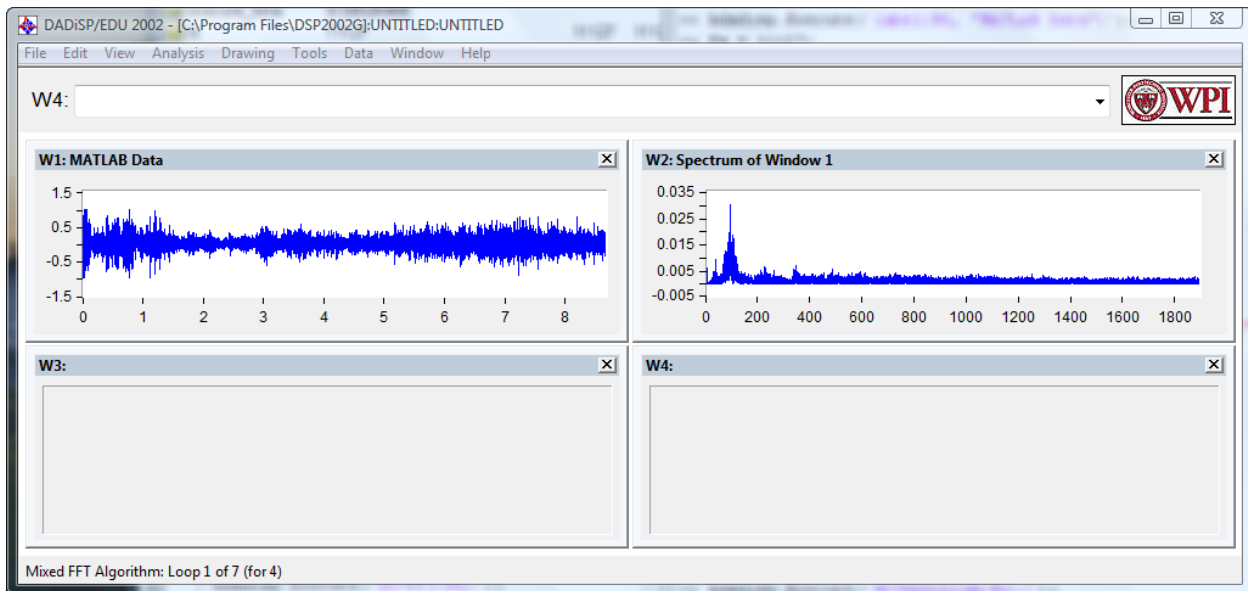 DADiSP/EDU 2002 - [C:\Program Files\DSP2002G]:UNTITLED:UNTITLED
File Edit View Analysis Drawing Tools Data Window Help
W4:
WPI
W1: MATLAB Data
1.5
0.5
-0.5
-1.5
0 1 2 3 4 5 6 7 8
W2: Spectrum of Window 1
0.035
0.025
0.015
0.005
-0.005
0 200 400 600 800 1000 1200 1400 1600 1800
W3:
W4:
Mixed FFT Algorithm: Loop 1 of 7 (for 4)